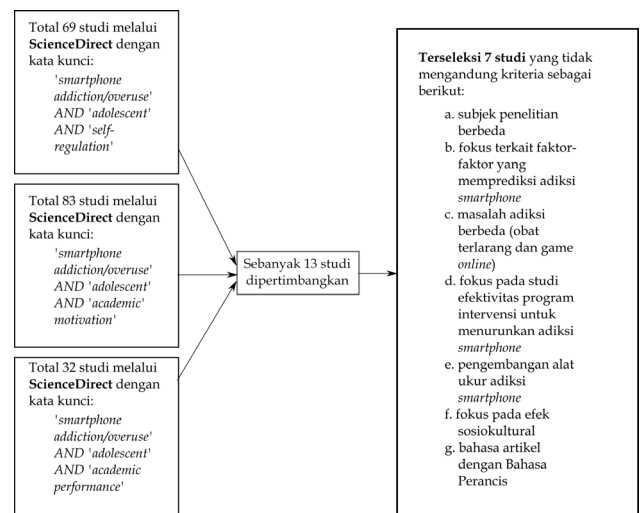 Total 69 studi melalui
ScienceDirect dengan
kata kunci:
'smartphone
addiction/overuse'
AND 'adolescent'
AND 'self-
regulation'
Total 83 studi melalui
ScienceDirect dengan
kata kunci:
'smartphone
addiction/overuse'
AND 'adolescent'
AND 'academic'
motivation'
Total 32 studi melalui
ScienceDirect dengan
kata kunci:
'smartphone
addiction/overuse'
AND 'adolescent'
AND 'academic
performance'
Sebanyak 13 studi
dipertimbangkan
Terseleksi 7 studi yang tidak
mengandung kriteria sebagai
berikut:
a. subjek penelitian
berbeda
b. fokus terkait faktor-
faktor yang
memprediksi adiksi
smartphone
c. masalah adiksi
berbeda (obat
terlarang dan game
online)
d. fokus pada studi
efektivitas program
intervensi untuk
menurunkan adiksi
smartphone
e. pengembangan alat
ukur adiksi
smartphone
f. fokus pada efek
sosiokultural
g. bahasa artikel
dengan Bahasa
Perancis